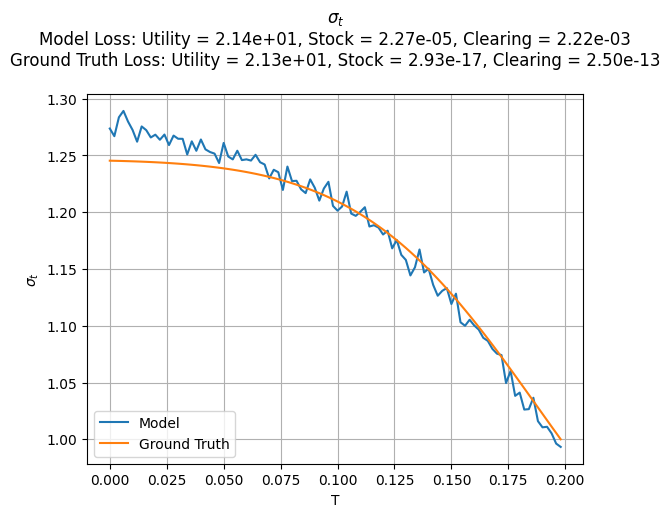 σₜ
Model Loss: Utility = 2.14e+01, Stock = 2.27e-05, Clearing = 2.22e-03
Ground Truth Loss: Utility = 2.13e+01, Stock = 2.93e-17, Clearing = 2.50e-13
1.30
1.25
1.20
1.15
1.10
1.05
1.00
σₜ
Model
Ground Truth
0.000
0.025
0.050
0.075
0.100
0.125
0.150
0.175
0.200
T